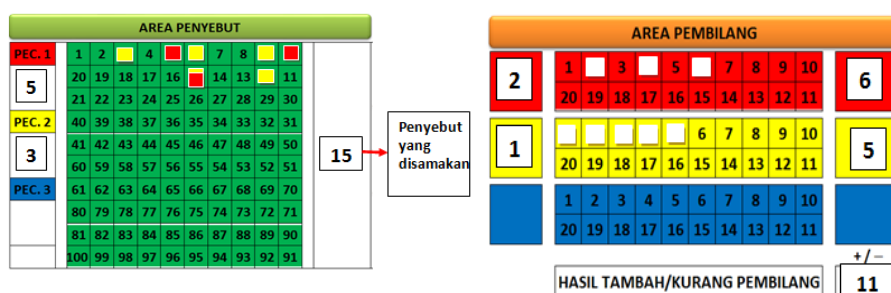 AREA PENYEBUT
PEC. 1 1 2 4 7 8
5
20 19 18 17 16 14 13 11
21 22 23 24 25 26 27 28 29 30
PEC. 2 40 39 38 37 36 35 34 33 32 31
3
41 42 43 44 45 46 47 48 49 50
60 59 58 57 56 55 54 53 52 51
PEC. 3 61 62 63 64 65 66 67 68 69 70
80 79 78 77 76 75 74 73 72 71
81 82 83 84 85 86 87 88 89 90
100 99 98 97 96 95 94 93 92 91
15
Penyebut
yang
disamakan
AREA PEMBILANG
2
1 3 5 7 8 9 10
20 19 18 17 16 15 14 13 12 11
6
1
6 7 8 9 10
20 19 18 17 16 15 14 13 12 11
5
1 2 3 4 5 6 7 8 9 10
20 19 18 17 16 15 14 13 12 11
+/−
HASIL TAMBAH/KURANG PEMBILANG
11